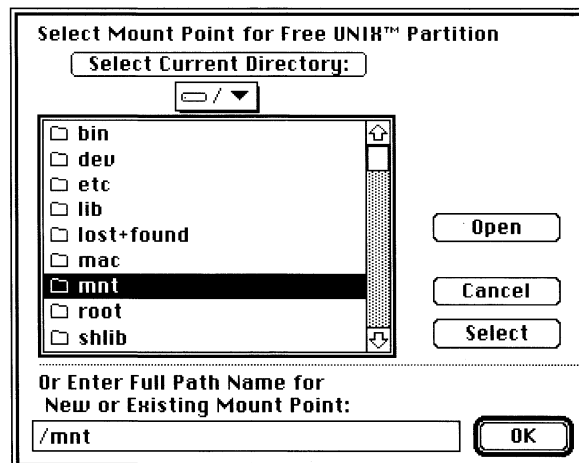 Select Mount Point for Free UNIX™ Partition
Select Current Directory:
/
bin
dev
etc
lib
lost+found
mac
mnt
root
shlib
Open
Cancel
Select
Or Enter Full Path Name for
New or Existing Mount Point:
/mnt
OK